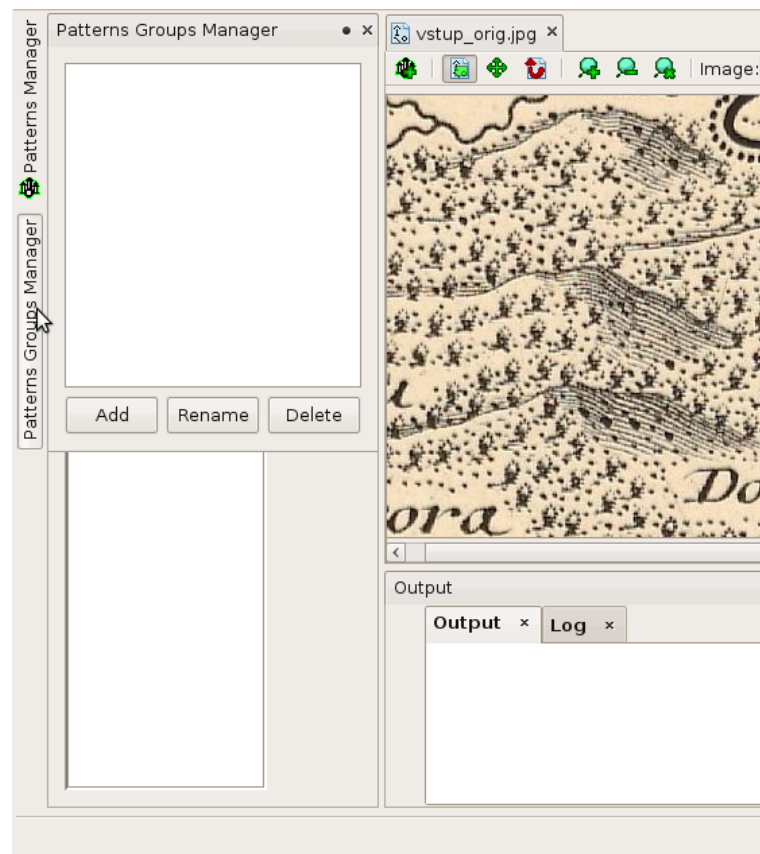 Patterns Manager
Patterns Groups Manager
Patterns Groups Manager
Add
Rename
Delete
vstup_orig.jpg
Image:
Do
ora
Output
Output
Log